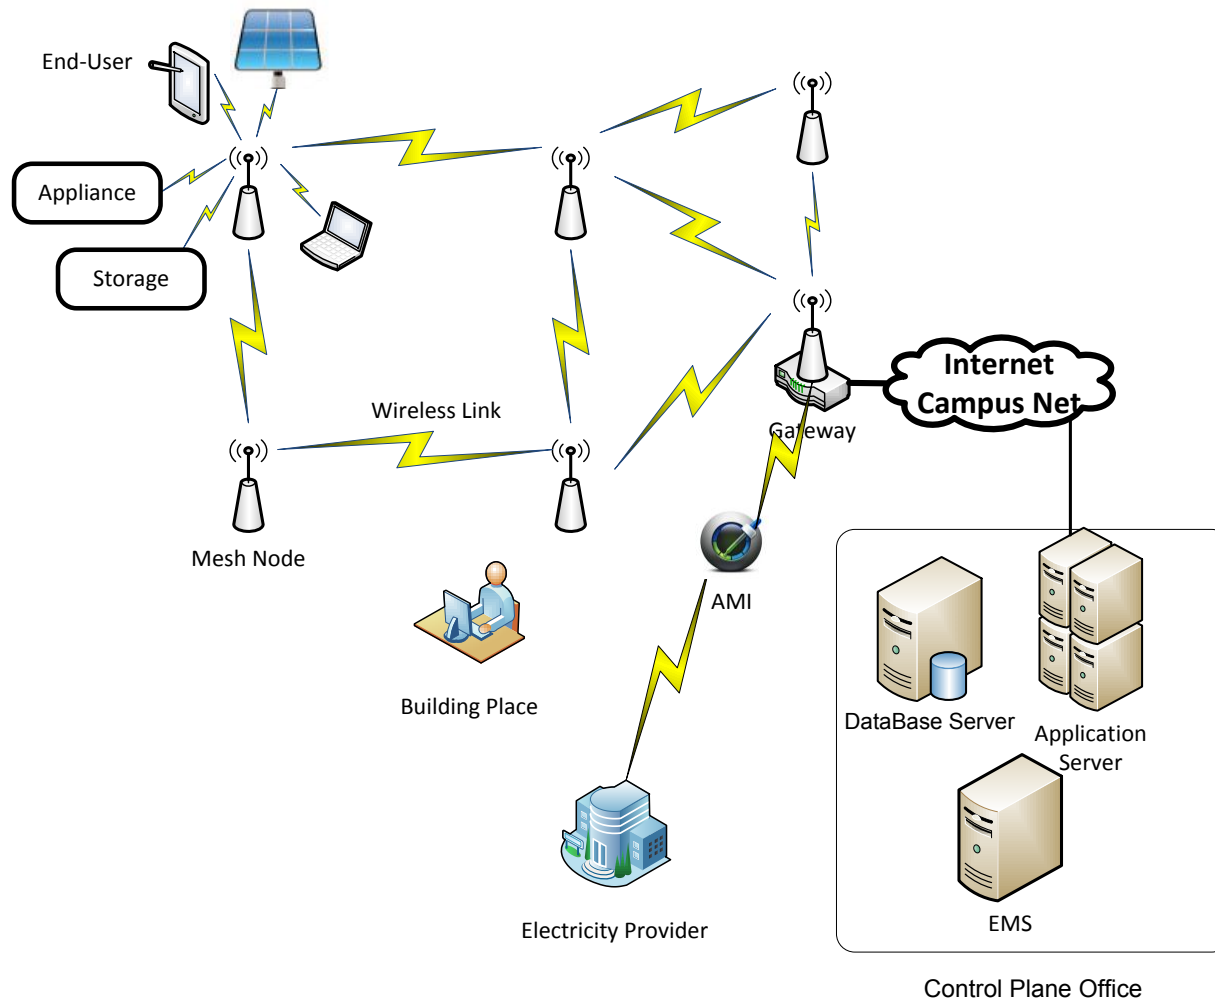 End-User
Appliance
Storage
Wireless Link
Internet
Campus Net
Gateway
Mesh Node
AMI
Building Place
DataBase Server
Application
Server
EMS
Electricity Provider
Control Plane Office